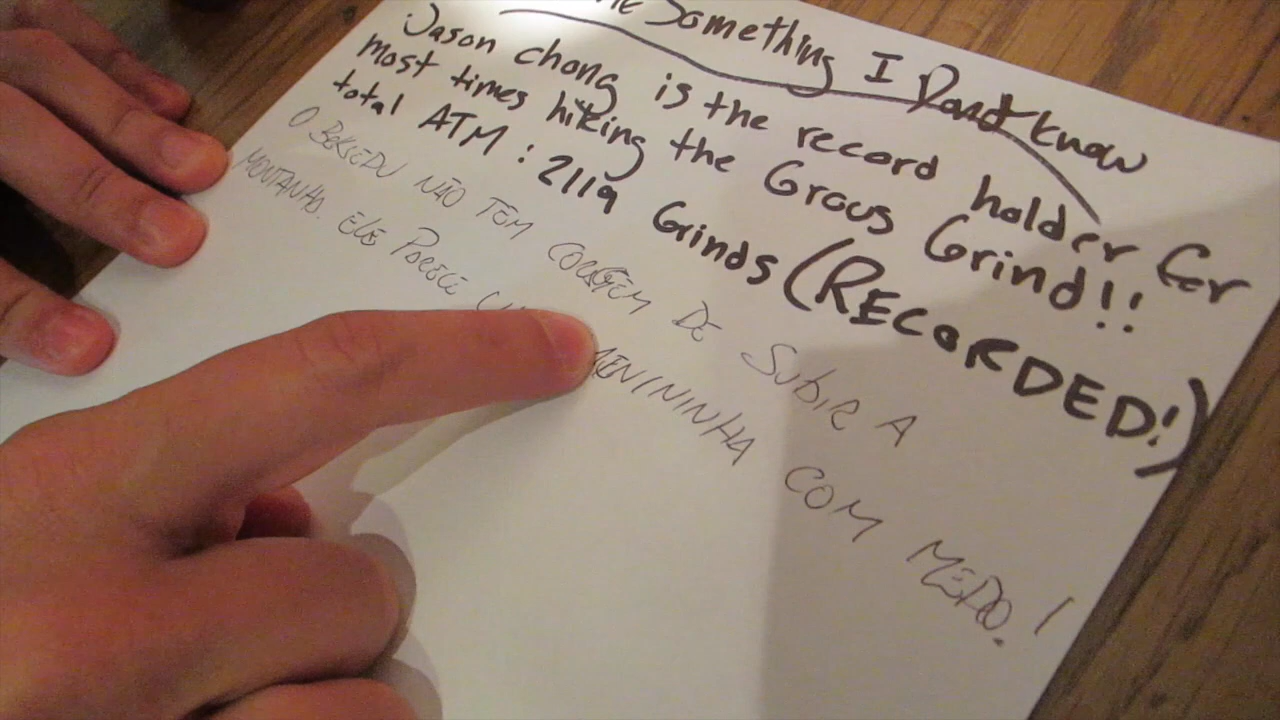 Something I Don't know
Jason Chong is the record holder for
most times hiking the Grous Grind!!
total ATM : 2119 Grinds (RECORDED!)
O NÃO TEM CORAGEM DE SUBIR A
MONTANHA. ELE PARECE MENININHA COM MEDO!